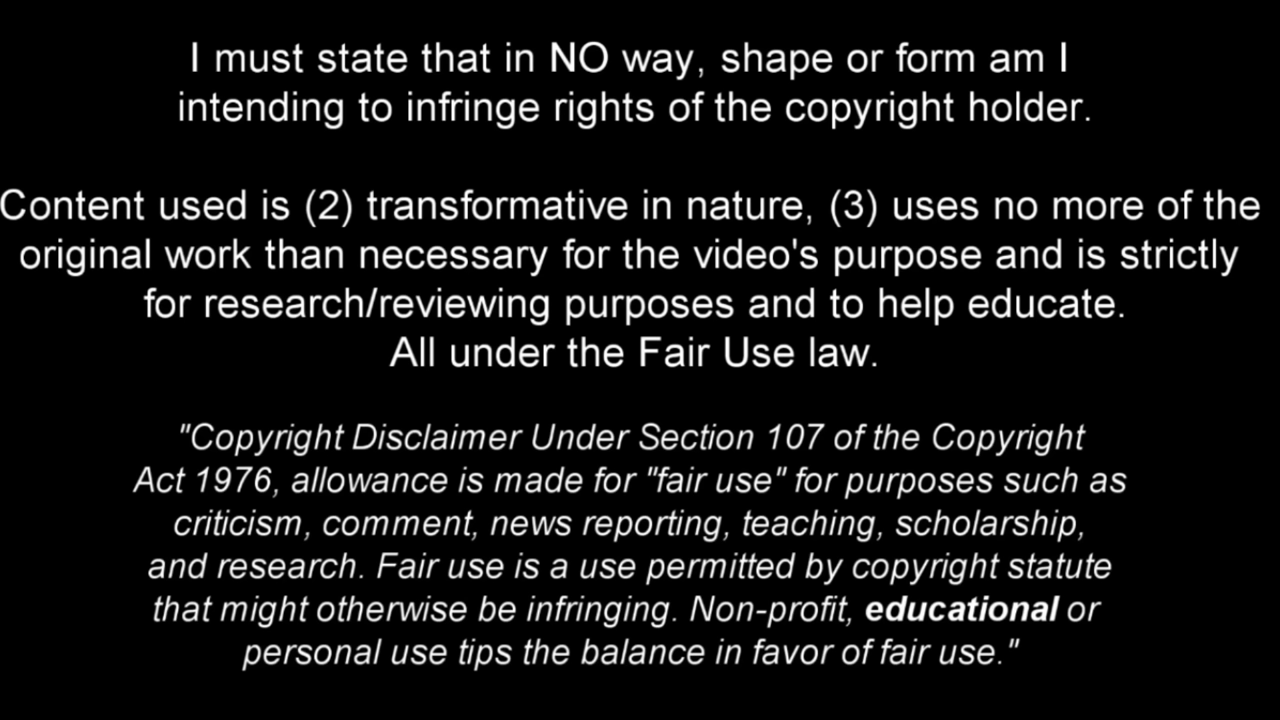 I must state that in NO way, shape or form am I
intending to infringe rights of the copyright holder.
Content used is (2) transformative in nature, (3) uses no more of the
original work than necessary for the video's purpose and is strictly
for research/reviewing purposes and to help educate.
All under the Fair Use law.
"Copyright Disclaimer Under Section 107 of the Copyright
Act 1976, allowance is made for "fair use" for purposes such as
criticism, comment, news reporting, teaching, scholarship,
and research. Fair use is a use permitted by copyright statute
that might otherwise be infringing. Non-profit, educational or
personal use tips the balance in favor of fair use."